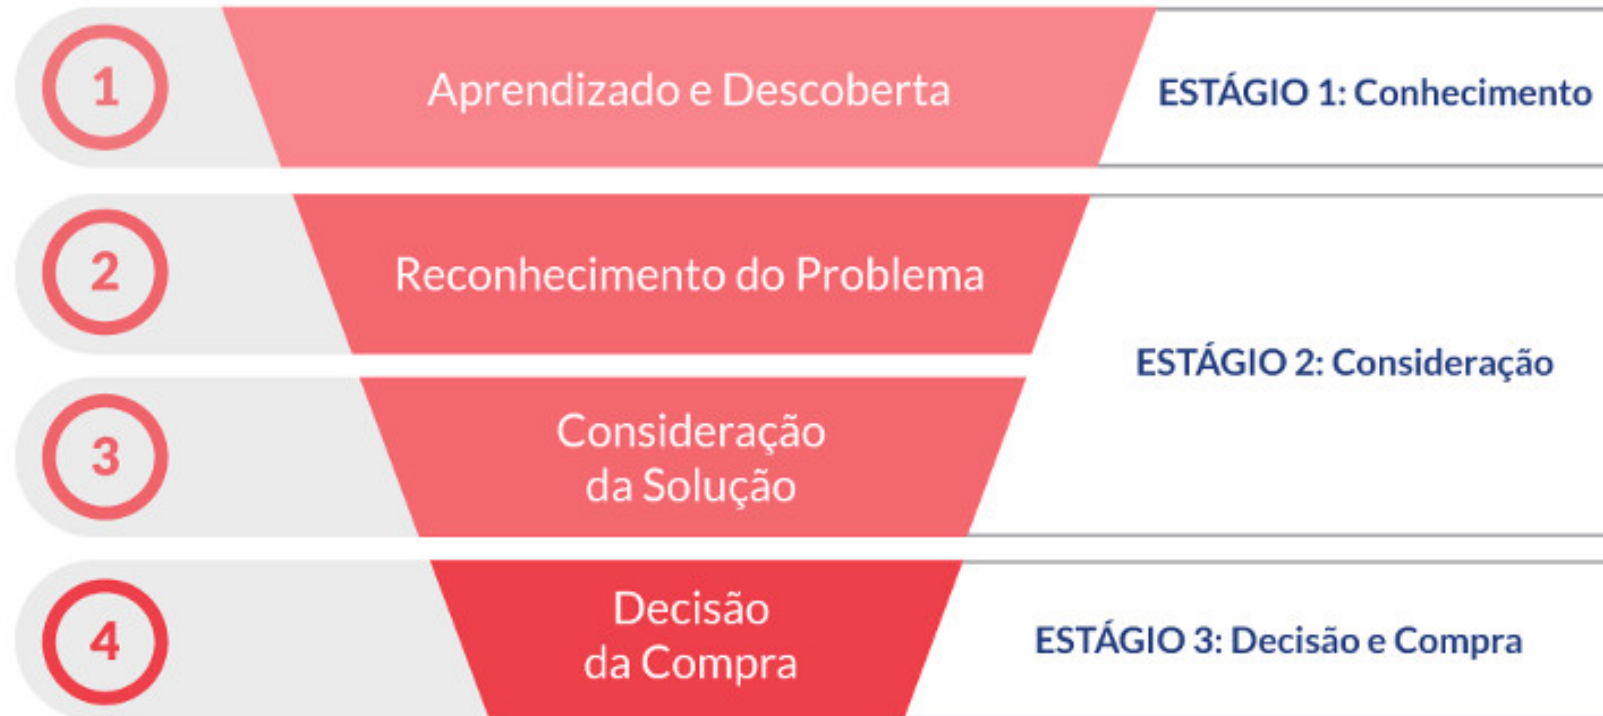 1
Aprendizado e Descoberta
ESTÁGIO 1: Conhecimento
2
Reconhecimento do Problema
ESTÁGIO 2: Consideração
3
Consideração
da Solução
4
Decisão
da Compra
ESTÁGIO 3: Decisão e Compra